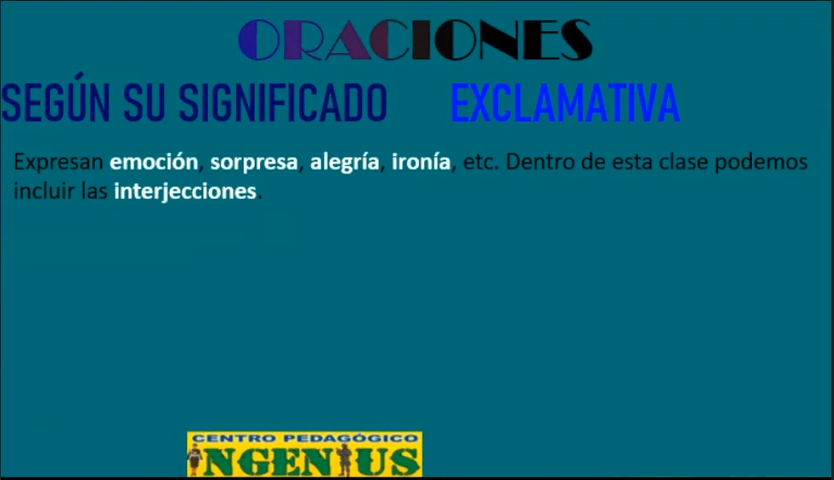 ORACIONES
SEGÚN SU SIGNIFICADO EXCLAMATIVA
Expresan emoción, sorpresa, alegría, ironía, etc. Dentro de esta clase podemos
incluir las interjecciones.
CENTRO PEDAGÓGICO
INGENIUS